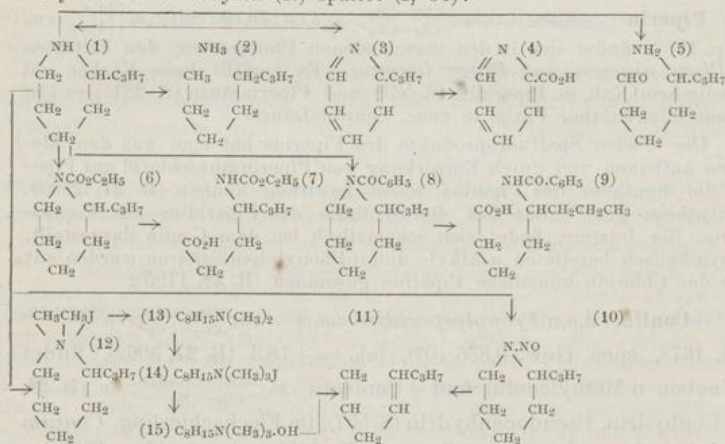 NH (1) NH3 (2) N (3) N (4) NH2 (5)
CH2 CH.C3H7 CH3 CH2C3H7 CH C.C3H7 CH C.CO2H CHO CH.C3H7
CH2 CH2 CH2 CH2 CH CH CH CH CH2 CH2
CH2 CH2 CH CH CH2
NCO2C2H5 (6) NHCO2C2H5 (7) NCOC6H5 (8) NHCO.C6H5 (9)
CH2 CH.C3H7 CH.C3H7 CH2 CHC3H7 CO2H CHCH2CH2CH3
CH2 CH2 CO2H CH2 CH2 CH2 CH2 CH2
CH2 CH2 CH2 CH2
CH3CH3J (13) C8H15N(CH3)2 (11) (10)
N (12) N.NO
CH2 CHC3H7 (14) C8H15N(CH3)3J CH2 CHC3H7 CH2 CHC3H7
CH2 CH2 CH CH CH2 CH2
CH2 (15) C8H15N(CH3)3.OH CH2 CH2